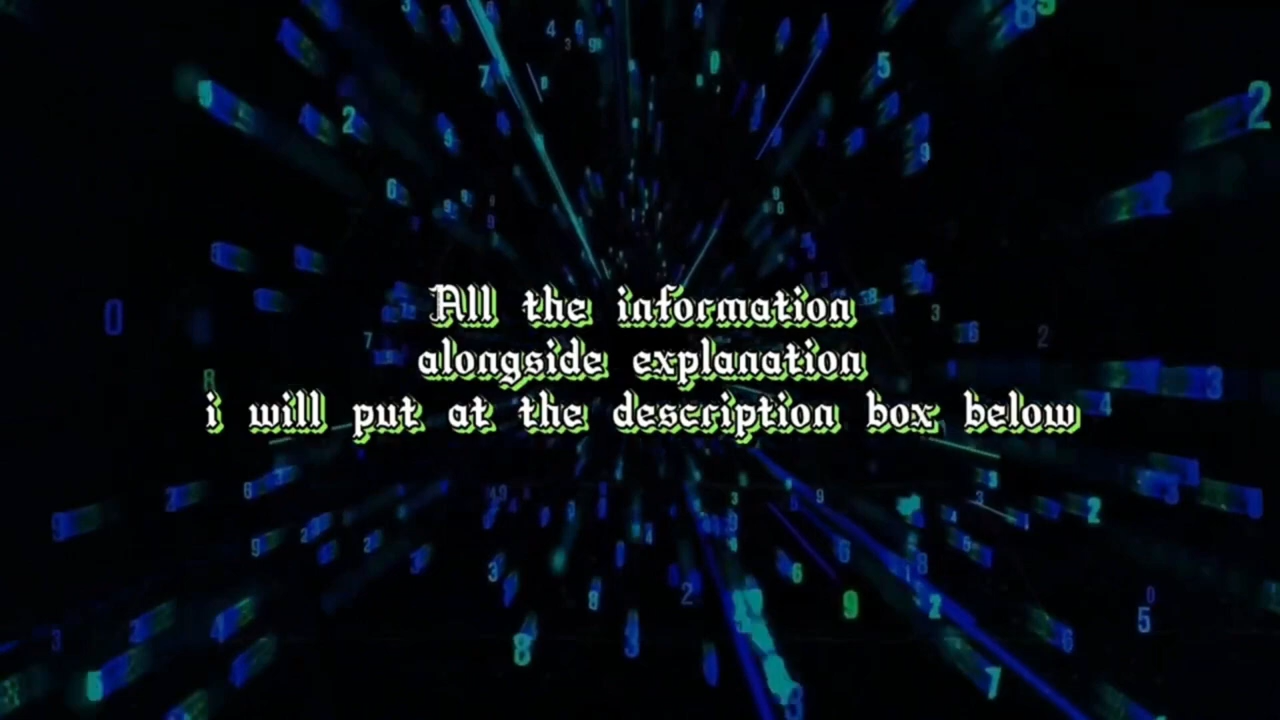 All the information
alongside explanation
i will put at the description box below